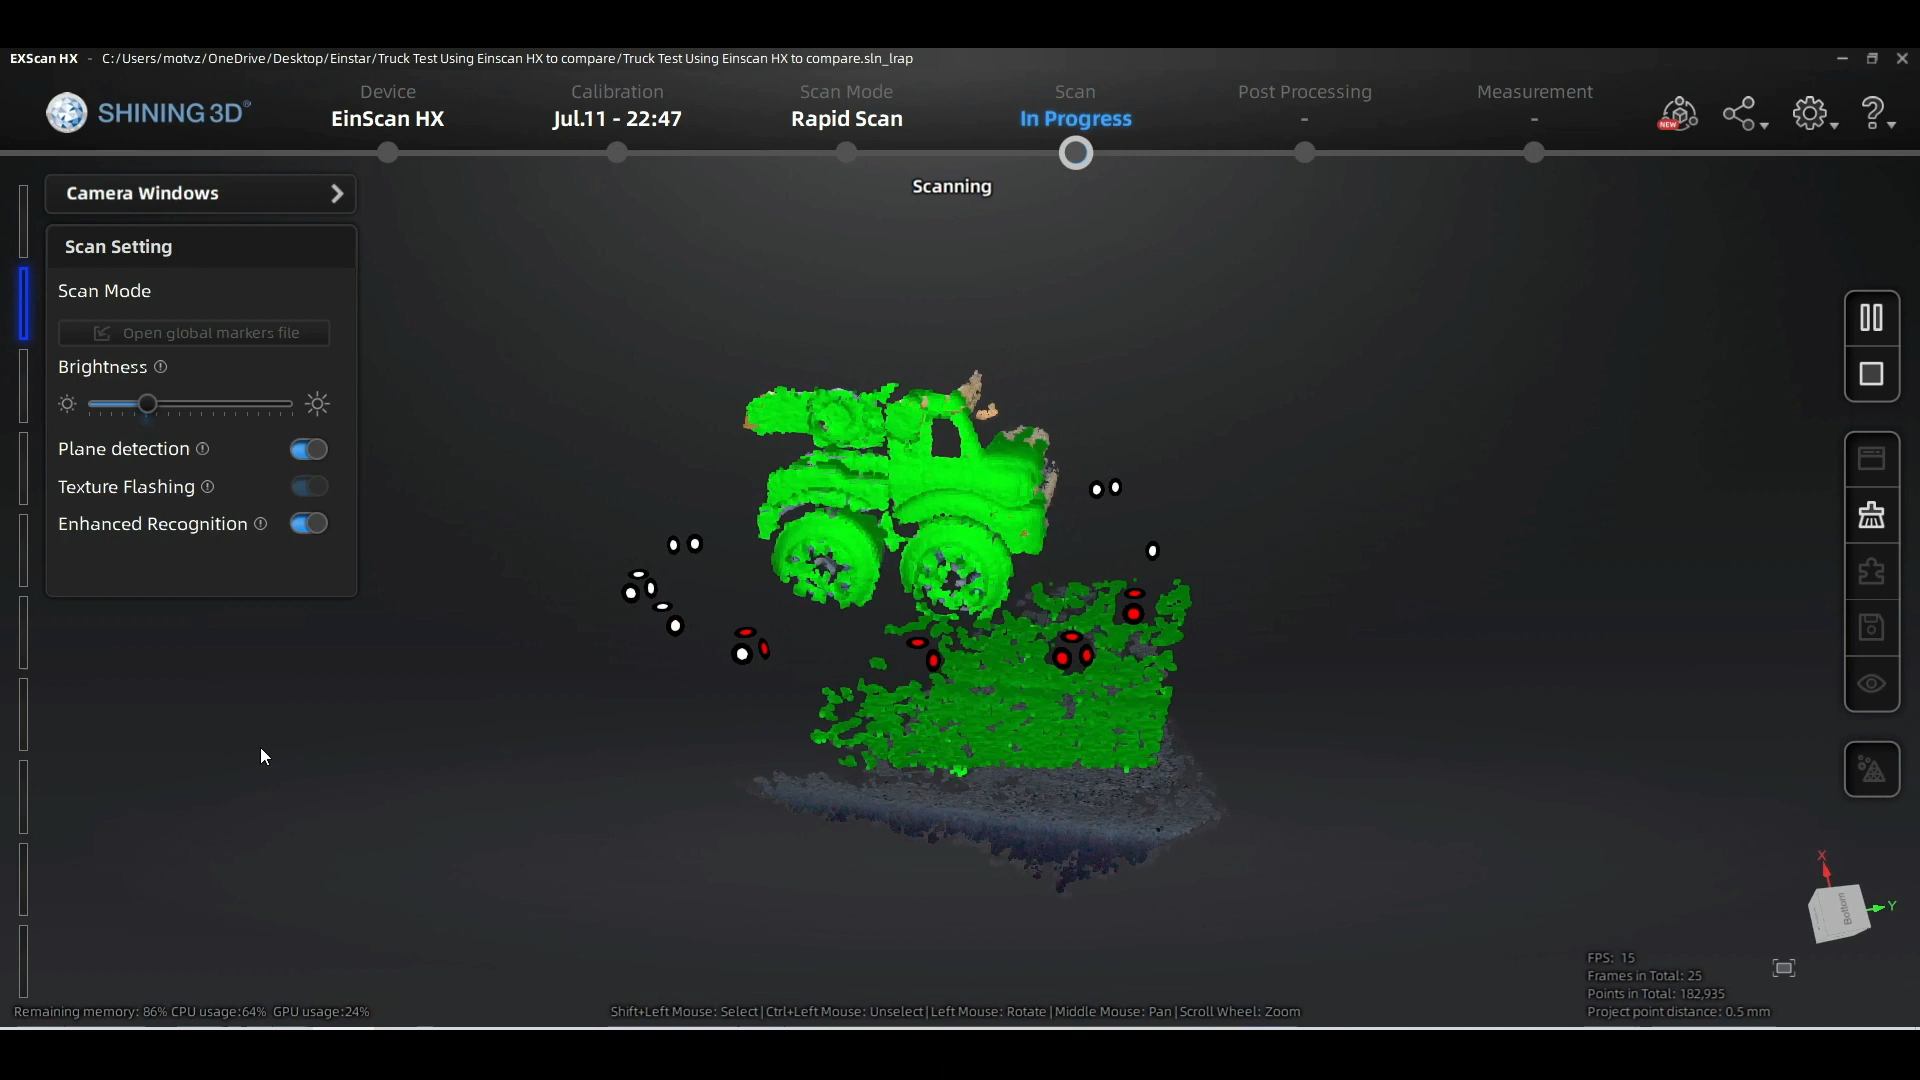 EXScan HX - C:/Users/motvz/OneDrive/Desktop/Einstar/Truck Test Using Einscan HX to compare/Truck Test Using Einscan HX to compare.sln_lrap
SHINING 3D®
Device
EinScan HX
Calibration
Jul.11 - 22:47
Scan Mode
Rapid Scan
Scan
In Progress
Post Processing
-
Measurement
-
NEW
Scanning
Camera Windows
Scan Setting
Scan Mode
Open global markers file
Brightness
Plane detection
Texture Flashing
Enhanced Recognition
X
Y
Bottom
FPS: 15
Frames in Total: 25
Points in Total: 182,935
Project point distance: 0.5 mm
Remaining memory: 86% CPU usage:64% GPU usage:24%
Shift+Left Mouse: Select|Ctrl+Left Mouse: Unselect|Left Mouse: Rotate|Middle Mouse: Pan|Scroll Wheel: Zoom